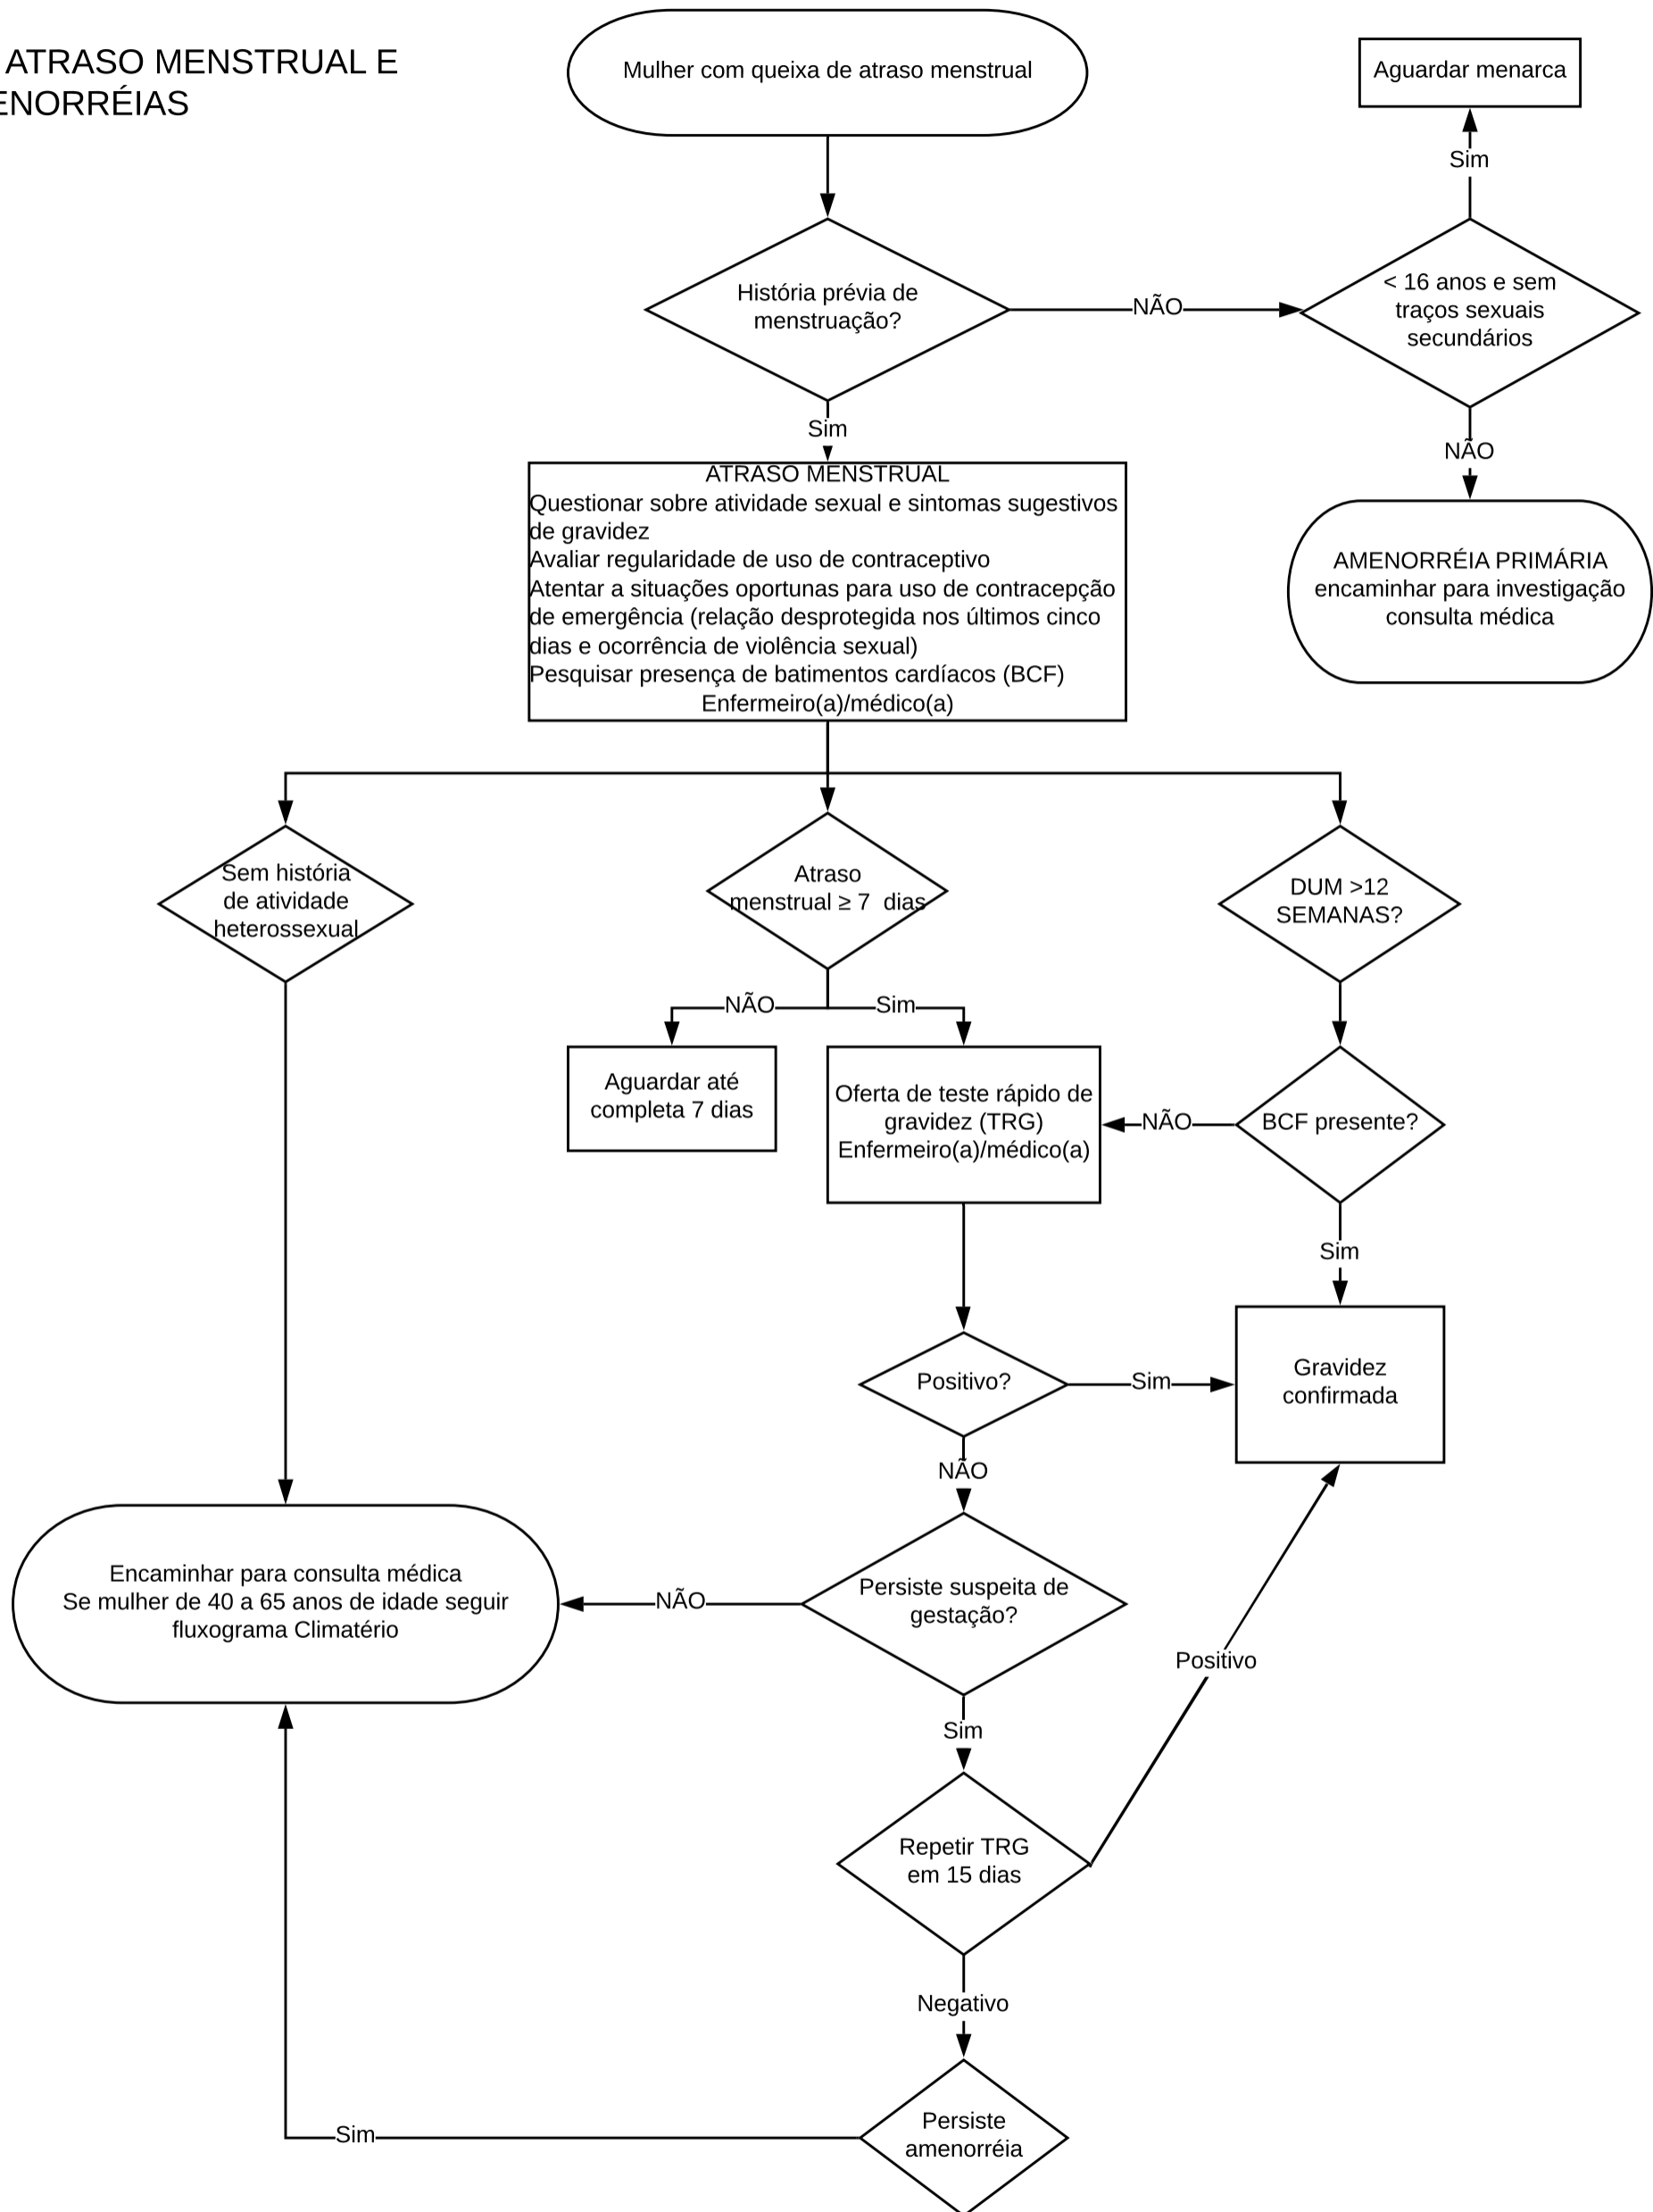 ATRASO MENSTRUAL E
ENORRÉIAS
Mulher com queixa de atraso menstrual
Aguardar menarca
Sim
História prévia de
menstruação?
NÃO
< 16 anos e sem
traços sexuais
secundários
Sim
NÃO
ATRASO MENSTRUAL
Questionar sobre atividade sexual e sintomas sugestivos
de gravidez
Avaliar regularidade de uso de contraceptivo
Atentar a situações oportunas para uso de contracepção
de emergência (relação desprotegida nos últimos cinco
dias e ocorrência de violência sexual)
Pesquisar presença de batimentos cardíacos (BCF)
Enfermeiro(a)/médico(a)
AMENORRÉIA PRIMÁRIA
encaminhar para investigação
consulta médica
Sem história
de atividade
heterossexual
Atraso
menstrual ≥ 7  dias
DUM >12
SEMANAS?
NÃO
Sim
Aguardar até
completa 7 dias
Oferta de teste rápido de
gravidez (TRG)
Enfermeiro(a)/médico(a)
NÃO
BCF presente?
Sim
Positivo?
Sim
Gravidez
confirmada
NÃO
Encaminhar para consulta médica
Se mulher de 40 a 65 anos de idade seguir
fluxograma Climatério
NÃO
Persiste suspeita de
gestação?
Positivo
Sim
Repetir TRG
em 15 dias
Negativo
Sim
Persiste
amenorréia